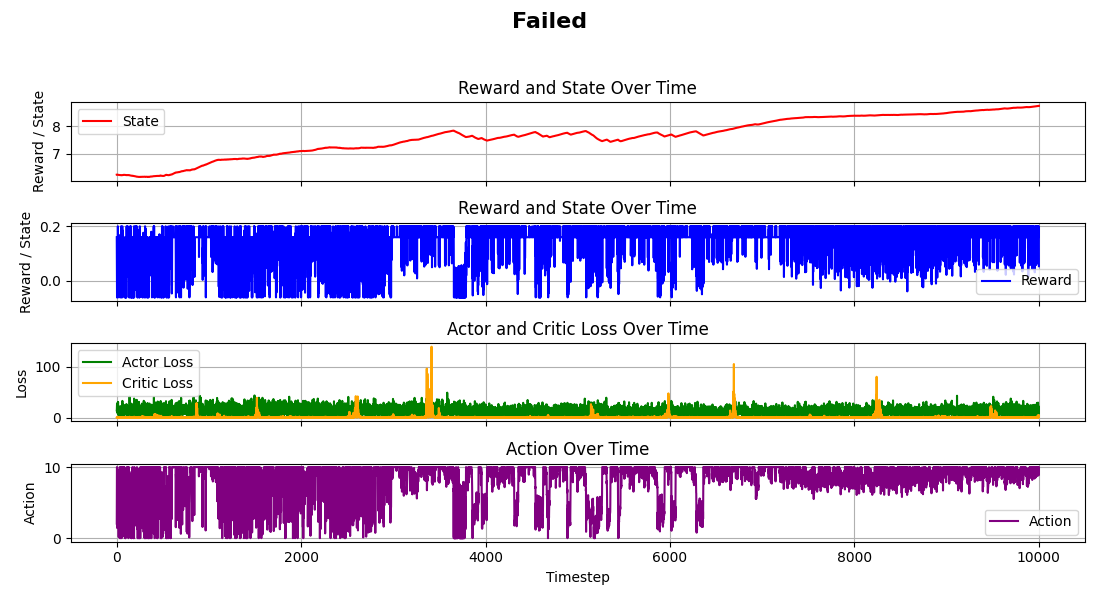 Failed
Reward and State Over Time
Reward / State
8
7
State
Reward and State Over Time
Reward / State
0.2
0.0
Reward
Actor and Critic Loss Over Time
Loss
100
0
Actor Loss
Critic Loss
Action Over Time
Action
10
0
Action
0 2000 4000 6000 8000 10000
Timestep